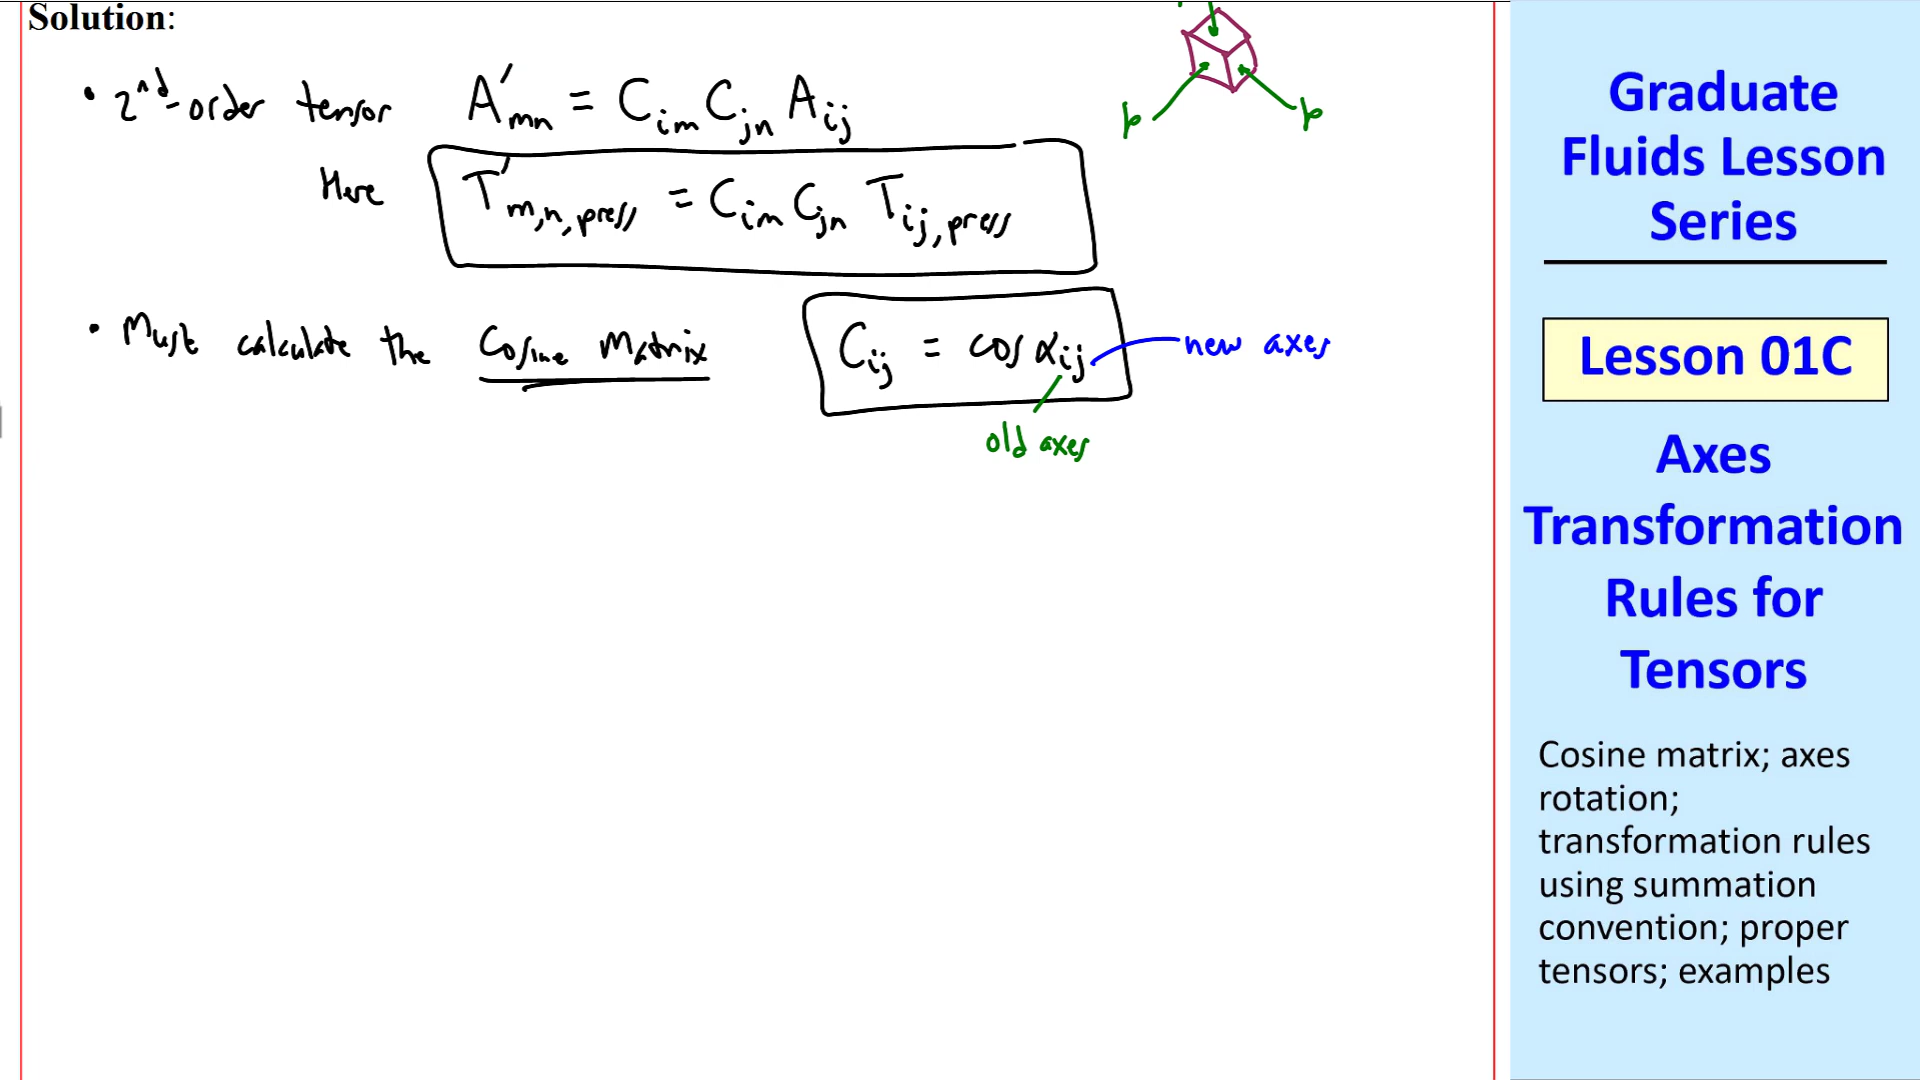 Solution:
• 2nd-order tensor A′mn = Cim Cjn Aij
p p
Here T′m,n,press = Cim Cjn Tij,press
• Must calculate the Cosine Matrix Cij = cos αij new axes
old axes
Graduate
Fluids Lesson
Series
Lesson 01C
Axes
Transformation
Rules for
Tensors
Cosine matrix; axes
rotation;
transformation rules
using summation
convention; proper
tensors; examples